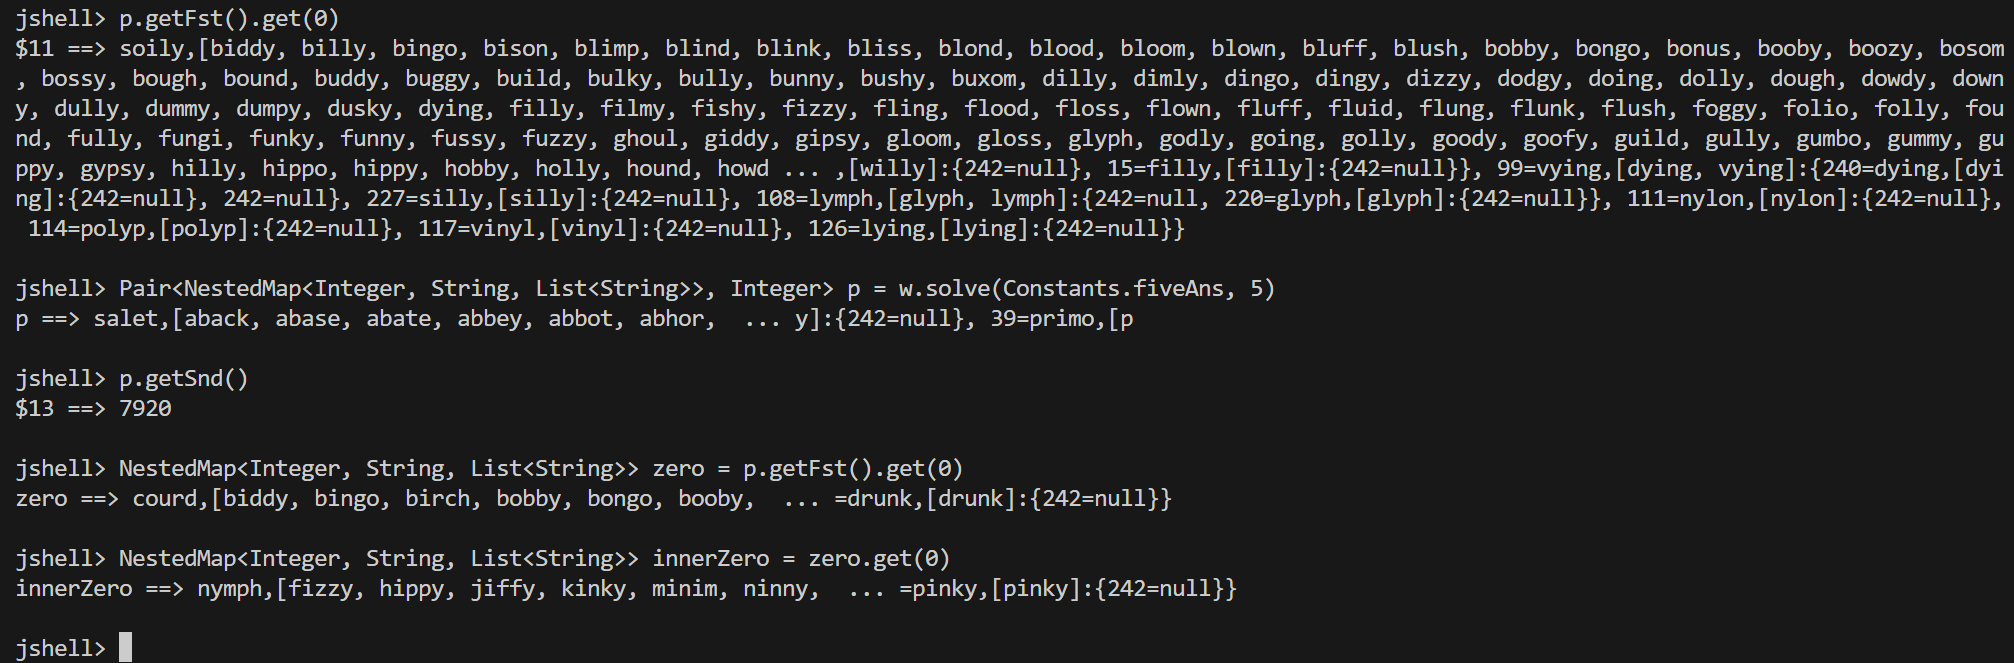 jshell> p.getFst().get(0)
$11 ==> soily,[biddy, billy, bingo, bison, blimp, blind, blink, bliss, blond, blood, bloom, blown, bluff, blush, bobby, bongo, bonus, booby, boozy, bosom
, bossy, bough, bound, buddy, buggy, build, bulky, bully, bunny, bushy, buxom, dilly, dimly, dingo, dingy, dizzy, dodgy, doing, dolly, dough, dowdy, down
y, dully, dummy, dumpy, dusky, dying, filly, filmy, fishy, fizzy, fling, flood, floss, flown, fluff, fluid, flung, flunk, flush, foggy, folio, folly, fou
nd, fully, fungi, funky, funny, fussy, fuzzy, ghoul, giddy, gipsy, gloom, gloss, glyph, godly, going, golly, goody, goofy, guild, gully, gumbo, gummy, gu
ppy, gypsy, hilly, hippo, hippy, hobby, holly, hound, howd ... ,[willy]:{242=null}, 15=filly,[filly]:{242=null}}, 99=vying,[dying, vying]:{240=dying,[dyi
ng]:{242=null}, 242=null}, 227=silly,[silly]:{242=null}, 108=lymph,[glyph, lymph]:{242=null, 220=glyph,[glyph]:{242=null}}, 111=nylon,[nylon]:{242=null},
 114=polyp,[polyp]:{242=null}, 117=vinyl,[vinyl]:{242=null}, 126=lying,[lying]:{242=null}}
jshell> Pair<NestedMap<Integer, String, List<String>>, Integer> p = w.solve(Constants.fiveAns, 5)
p ==> salet,[aback, abase, abate, abbey, abbot, abhor,  ... y]:{242=null}, 39=primo,[p
jshell> p.getSnd()
$13 ==> 7920
jshell> NestedMap<Integer, String, List<String>> zero = p.getFst().get(0)
zero ==> courd,[biddy, bingo, birch, bobby, bongo, booby,  ... =drunk,[drunk]:{242=null}}
jshell> NestedMap<Integer, String, List<String>> innerZero = zero.get(0)
innerZero ==> nymph,[fizzy, hippy, jiffy, kinky, minim, ninny,  ... =pinky,[pinky]:{242=null}}
jshell>